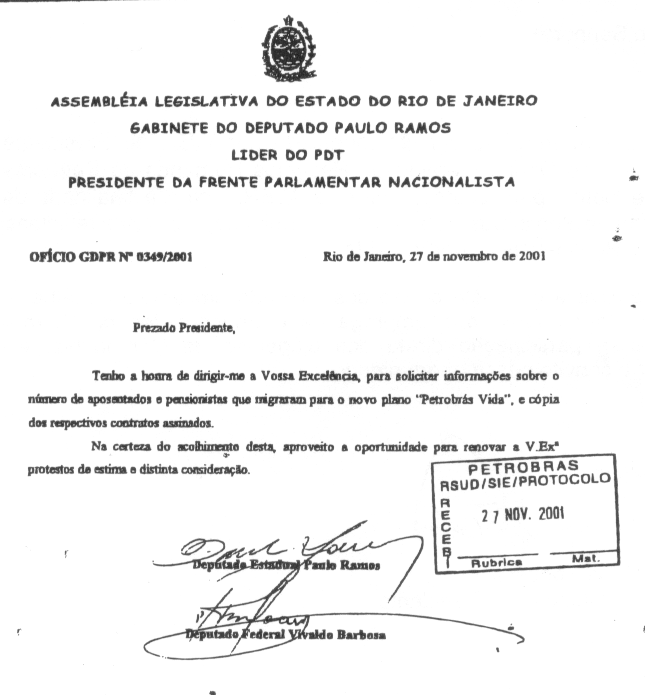 ASSEMBLÉIA LEGISLATIVA DO ESTADO DO RIO DE JANEIRO
GABINETE DO DEPUTADO PAULO RAMOS
LIDER DO PDT
PRESIDENTE DA FRENTE PARLAMENTAR NACIONALISTA
OFÍCIO GDPR Nº 0349/2001
Rio de Janeiro, 27 de novembro de 2001
Prezado Presidente,
Tenho a honra de dirigir-me a Vossa Excelência, para solicitar informações sobre o
número de aposentados e pensionistas que migraram para o novo plano "Petrobrás Vida", e cópia
dos respectivos contratos assinados.
Na certeza do acolhimento desta, aproveito a oportunidade para renovar a V.Exª
protestos de estima e distinta consideração.
PETROBRAS
RSUD/SIE/PROTOCOLO
RECEBI
27 NOV. 2001
Rubrica Mat.
Deputado Estadual Paulo Ramos
Deputado Federal Vivaldo Barbosa